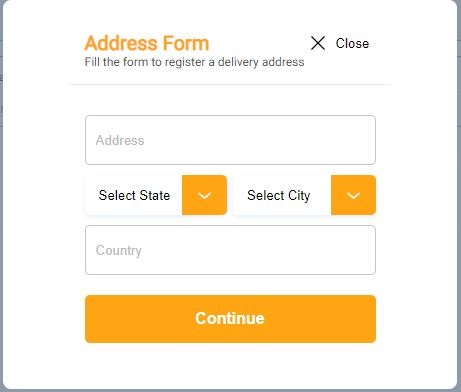 Address Form
Close
Fill the form to register a delivery address
Address
Select State
Select City
Country
Continue